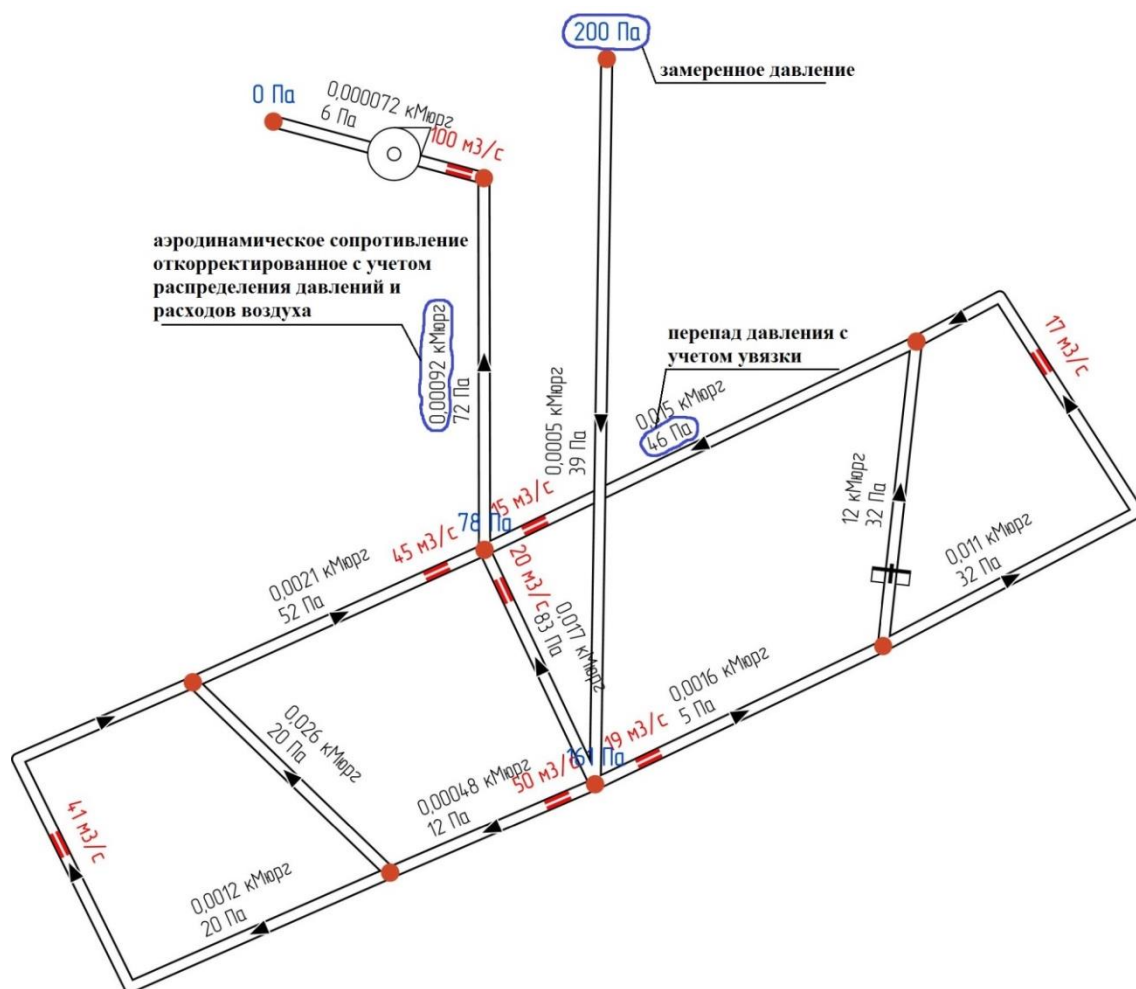 200 Па
замеренное давление
0 Па
0,000072 кМюрг
6 Па
100 м3/с
аэродинамическое сопротивление
откорректированное с учетом
распределения давлений и
расходов воздуха
0,00092 кМюрг
72 Па
перепад давления с
учетом увязки
17 м3/с
0,0005 кМюрг
39 Па
0,015 кМюрг
46 Па
12 кМюрг
32 Па
0,011 кМюрг
32 Па
78 Па
15 м3/с
45 м3/с
20 м3/с
0,0021 кМюрг
52 Па
0,017 кМюрг
83 Па
0,0016 кМюрг
5 Па
19 м3/с
161 Па
50 м3/с
0,026 кМюрг
20 Па
0,00048 кМюрг
12 Па
41 м3/с
0,0012 кМюрг
20 Па